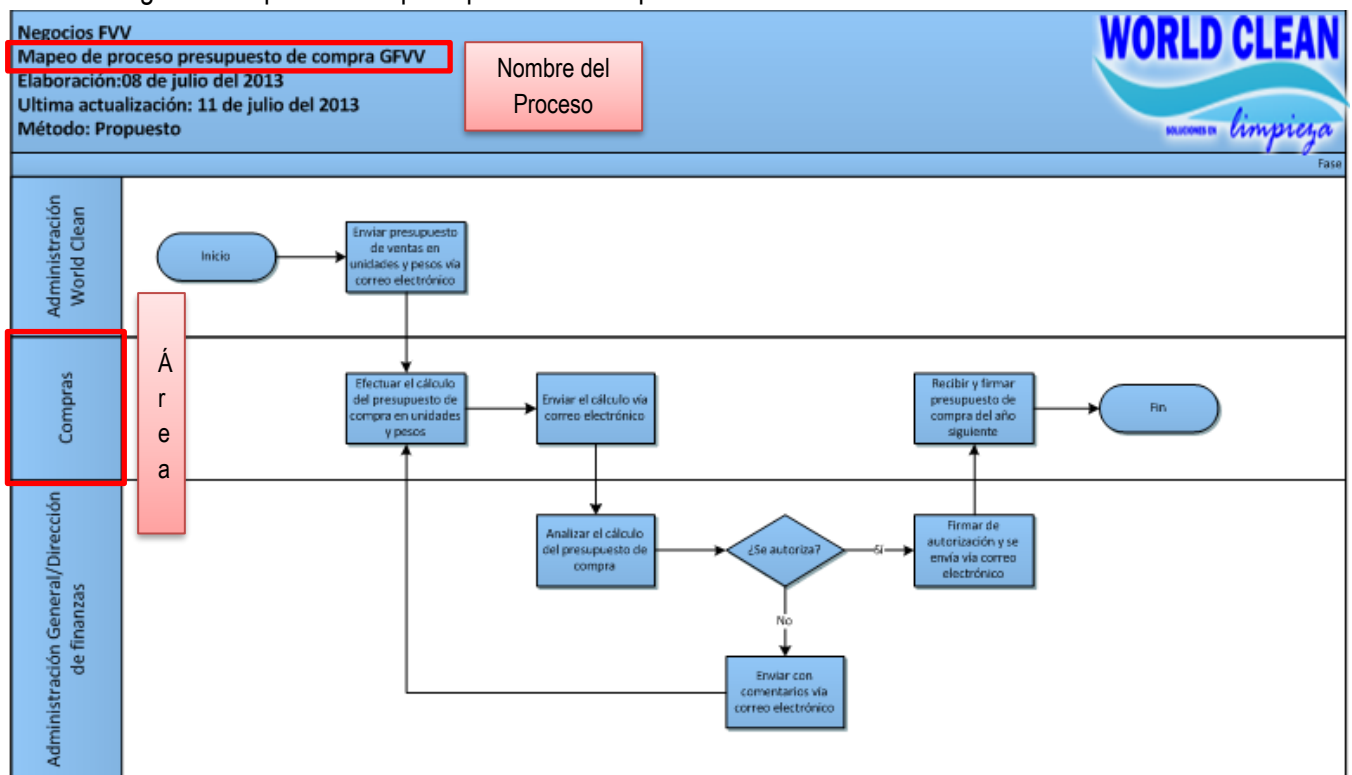 Negocios FVV
Mapeo de proceso presupuesto de compra GFVV
Elaboración:08 de julio del 2013
Ultima actualización: 11 de julio del 2013
Método: Propuesto
Nombre del
Proceso
WORLD CLEAN
SOLUCIONES EN limpieza
Fase
Administración
World Clean
Inicio
Enviar presupuesto
de ventas en
unidades y pesos vía
correo electrónico
Compras
Á
r
e
a
Efectuar el cálculo
del presupuesto de
compra en unidades
y pesos
Enviar el cálculo vía
correo electrónico
Recibir y firmar
presupuesto de
compra del año
siguiente
Fin
Administración General/Dirección
de finanzas
Analizar el cálculo
del presupuesto de
compra
¿Se autoriza?
Sí
Firmar de
autorización y se
envía vía correo
electrónico
No
Enviar con
comentarios vía
correo electrónico